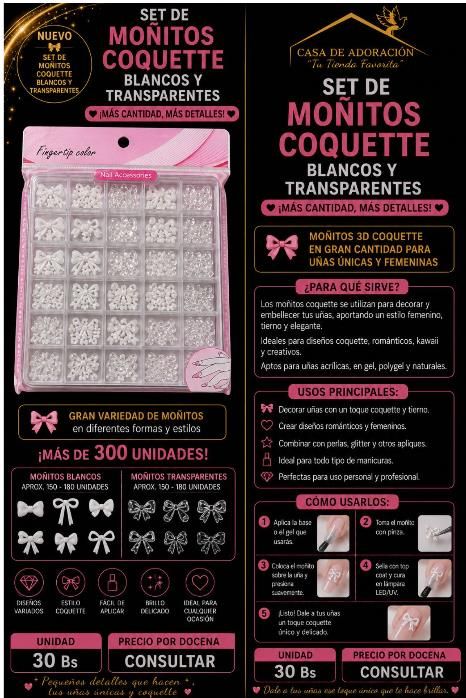 NUEVO
SET DE
MOÑITOS
COQUETTE
BLANCOS Y
TRANSPARENTES
SET DE
MOÑITOS
COQUETTE
BLANCOS Y
TRANSPARENTES
¡MÁS CANTIDAD, MÁS DETALLES!
Fingertip color
Nail Accessories
GRAN VARIEDAD DE MOÑITOS
en diferentes formas y estilos
¡MÁS DE 300 UNIDADES!
MOÑITOS BLANCOS
APROX. 150 - 180 UNIDADES
MOÑITOS TRANSPARENTES
APROX. 150 - 180 UNIDADES
DISEÑOS
VARIADOS
ESTILO
COQUETTE
FÁCIL DE
APLICAR
BRILLO
DELICADO
IDEAL PARA
CUALQUIER
OCASIÓN
UNIDAD
30 Bs
PRECIO POR DOCENA
CONSULTAR
Pequeños detalles que hacen
tus uñas únicas y coquette
CASA DE ADORACIÓN
"Tu Tienda Favorita"
SET DE
MOÑITOS
COQUETTE
BLANCOS Y
TRANSPARENTES
¡MÁS CANTIDAD, MÁS DETALLES!
MOÑITOS 3D COQUETTE
EN GRAN CANTIDAD PARA
UÑAS ÚNICAS Y FEMENINAS
¿PARA QUÉ SIRVE?
Los moñitos coquette se utilizan para decorar y
embellecer tus uñas, aportando un estilo femenino,
tierno y elegante.
Ideales para diseños coquette, románticos, kawaii
y creativos.
Aptos para uñas acrílicas, en gel, polygel y naturales.
USOS PRINCIPALES:
Decorar uñas con un toque coquette y tierno.
Crear diseños románticos y femeninos.
Combinar con perlas, glitter y otros apliques.
Ideal para todo tipo de manicuras.
Perfectas para uso personal y profesional.
CÓMO USARLOS:
1 Aplica la base
o el gel que
usarás.
2 Toma el moñito
con pinza.
3 Coloca el moñito
sobre la uña y
presiona
suavemente.
4 Sella con top
coat y cura en
lámpara
LED/UV.
5 ¡Listo! Dale a tus uñas
un toque coquette
único y delicado.
UNIDAD
30 Bs
PRECIO POR DOCENA
CONSULTAR
Dale a tus uñas ese toque único que te hace brillar.